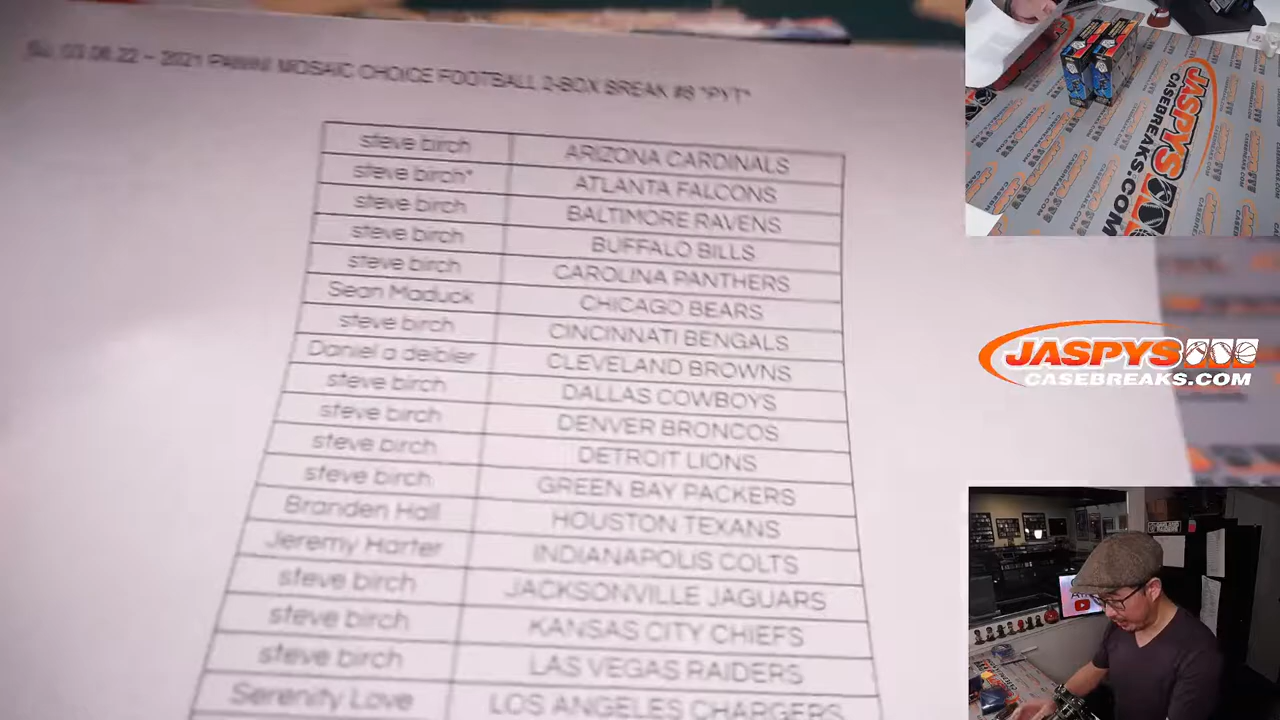 03.08.22 - 2021 PANINI MOSAIC CHOICE FOOTBALL 2-BOX BREAK #8 "PYT"
steve birch ARIZONA CARDINALS
steve birch* ATLANTA FALCONS
steve birch BALTIMORE RAVENS
steve birch BUFFALO BILLS
steve birch CAROLINA PANTHERS
Sean Maduck CHICAGO BEARS
steve birch CINCINNATI BENGALS
Daniel a deibler CLEVELAND BROWNS
steve birch DALLAS COWBOYS
steve birch DENVER BRONCOS
steve birch DETROIT LIONS
steve birch GREEN BAY PACKERS
Branden Hall HOUSTON TEXANS
Jeremy Harter INDIANAPOLIS COLTS
steve birch JACKSONVILLE JAGUARS
steve birch KANSAS CITY CHIEFS
steve birch LAS VEGAS RAIDERS
Serenity Love LOS ANGELES CHARGERS
JASPYS
CASEBREAKS.COM
JASPYS
CASEBREAKS.COM